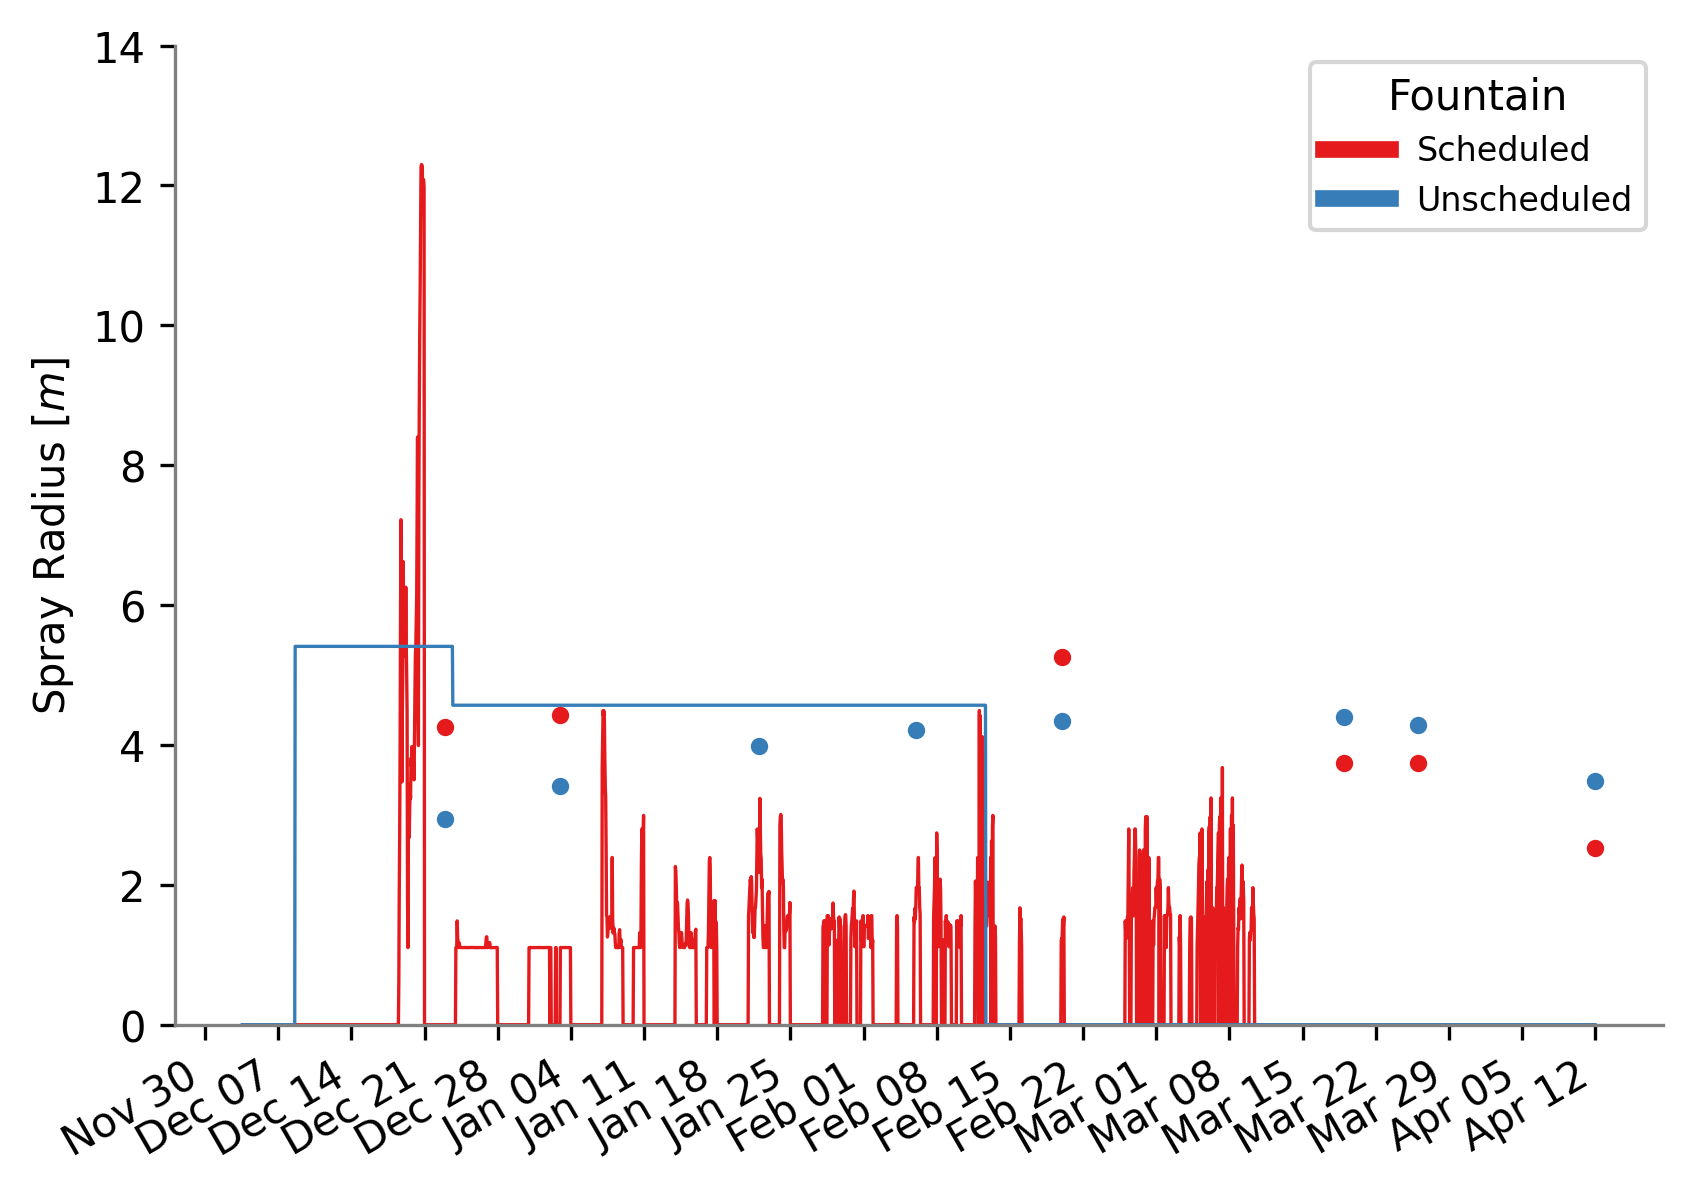 14
12
10
8
6
4
2
0
Spray Radius [m]
Fountain
Scheduled
Unscheduled
Nov 30
Dec 07
Dec 14
Dec 21
Dec 28
Jan 04
Jan 11
Jan 18
Jan 25
Feb 01
Feb 08
Feb 15
Feb 22
Mar 01
Mar 08
Mar 15
Mar 22
Mar 29
Apr 05
Apr 12